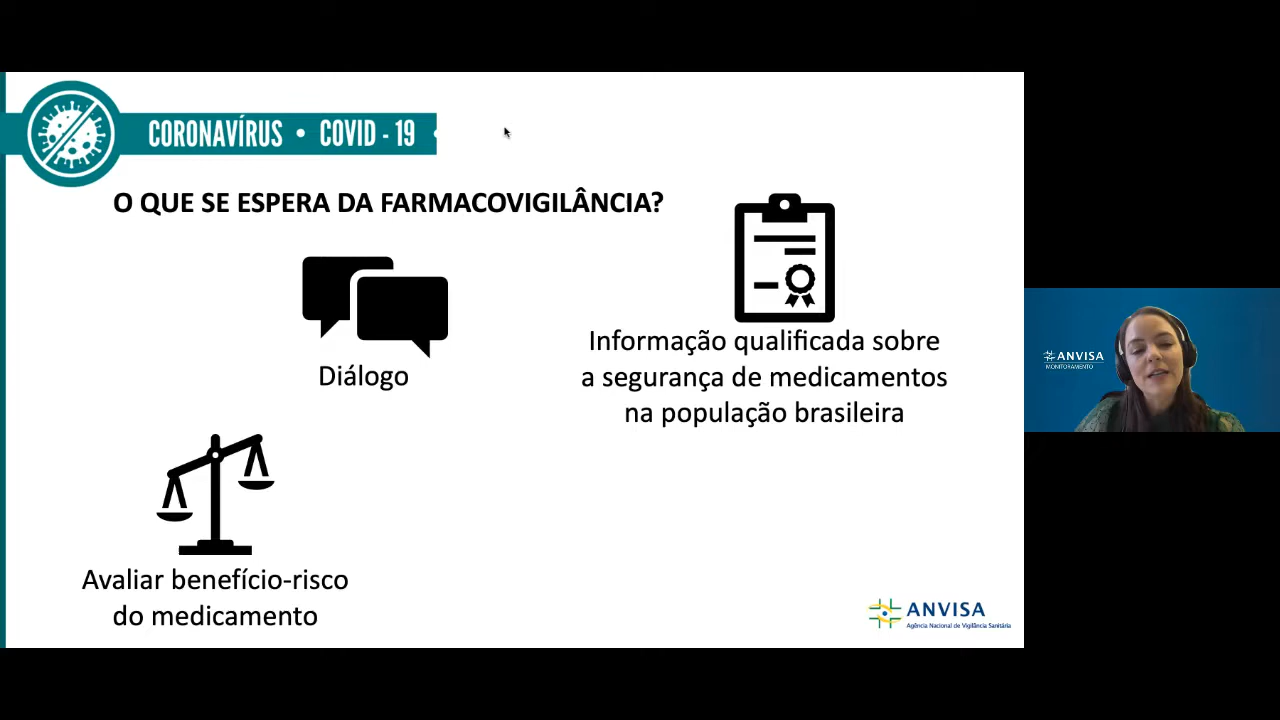 CORONAVÍRUS • COVID - 19
O QUE SE ESPERA DA FARMACOVIGILÂNCIA?
Diálogo
Informação qualificada sobre
a segurança de medicamentos
na população brasileira
Avaliar benefício-risco
do medicamento
ANVISA
Agência Nacional de Vigilância Sanitária
ANVISA
MONITORAMENTO